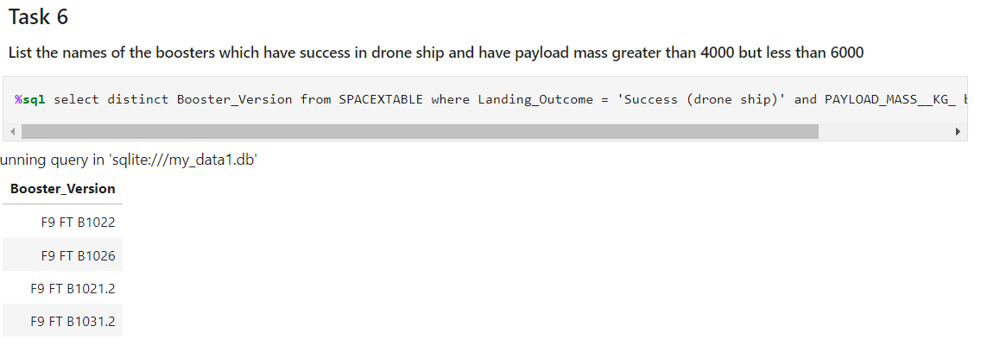 Task 6
List the names of the boosters which have success in drone ship and have payload mass greater than 4000 but less than 6000
%sql select distinct Booster_Version from SPACEXTABLE where Landing_Outcome = 'Success (drone ship)' and PAYLOAD_MASS__KG_
unning query in 'sqlite:///my_data1.db'
Booster_Version
F9 FT B1022
F9 FT B1026
F9 FT B1021.2
F9 FT B1031.2